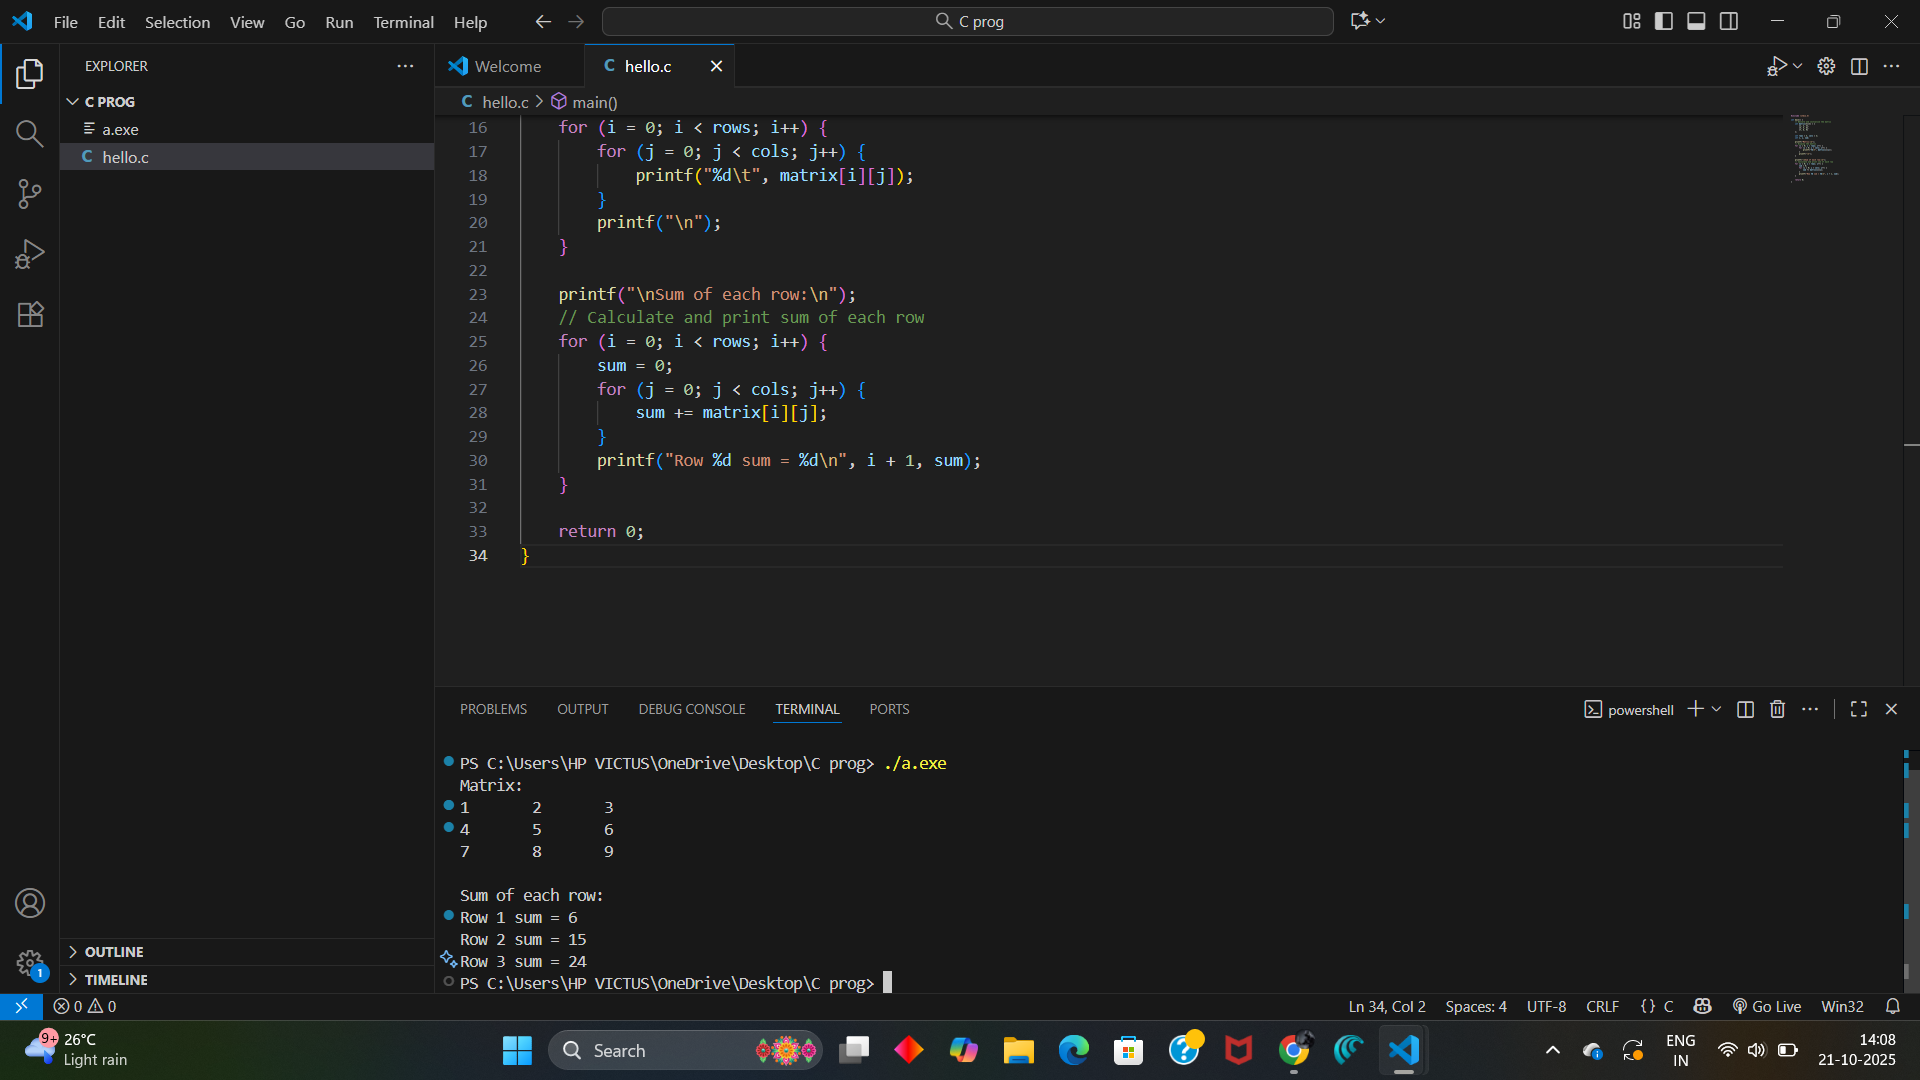 File Edit Selection View Go Run Terminal Help
C prog
EXPLORER
C PROG
a.exe
C hello.c
OUTLINE
TIMELINE
Welcome
C hello.c
C hello.c > main()
16 for (i = 0; i < rows; i++) {
17 for (j = 0; j < cols; j++) {
18 printf("%d\t", matrix[i][j]);
19 }
20 printf("\n");
21 }
22
23 printf("\nSum of each row:\n");
24 // Calculate and print sum of each row
25 for (i = 0; i < rows; i++) {
26 sum = 0;
27 for (j = 0; j < cols; j++) {
28 sum += matrix[i][j];
29 }
30 printf("Row %d sum = %d\n", i + 1, sum);
31 }
32
33 return 0;
34 }
PROBLEMS OUTPUT DEBUG CONSOLE TERMINAL PORTS
powershell
PS C:\Users\HP VICTUS\OneDrive\Desktop\C prog> ./a.exe
Matrix:
1 2 3
4 5 6
7 8 9
Sum of each row:
Row 1 sum = 6
Row 2 sum = 15
Row 3 sum = 24
PS C:\Users\HP VICTUS\OneDrive\Desktop\C prog>
1
0 0
Ln 34, Col 2 Spaces: 4 UTF-8 CRLF {} C Go Live Win32
9+
26°C
Light rain
Search
ENG
IN
14:08
21-10-2025